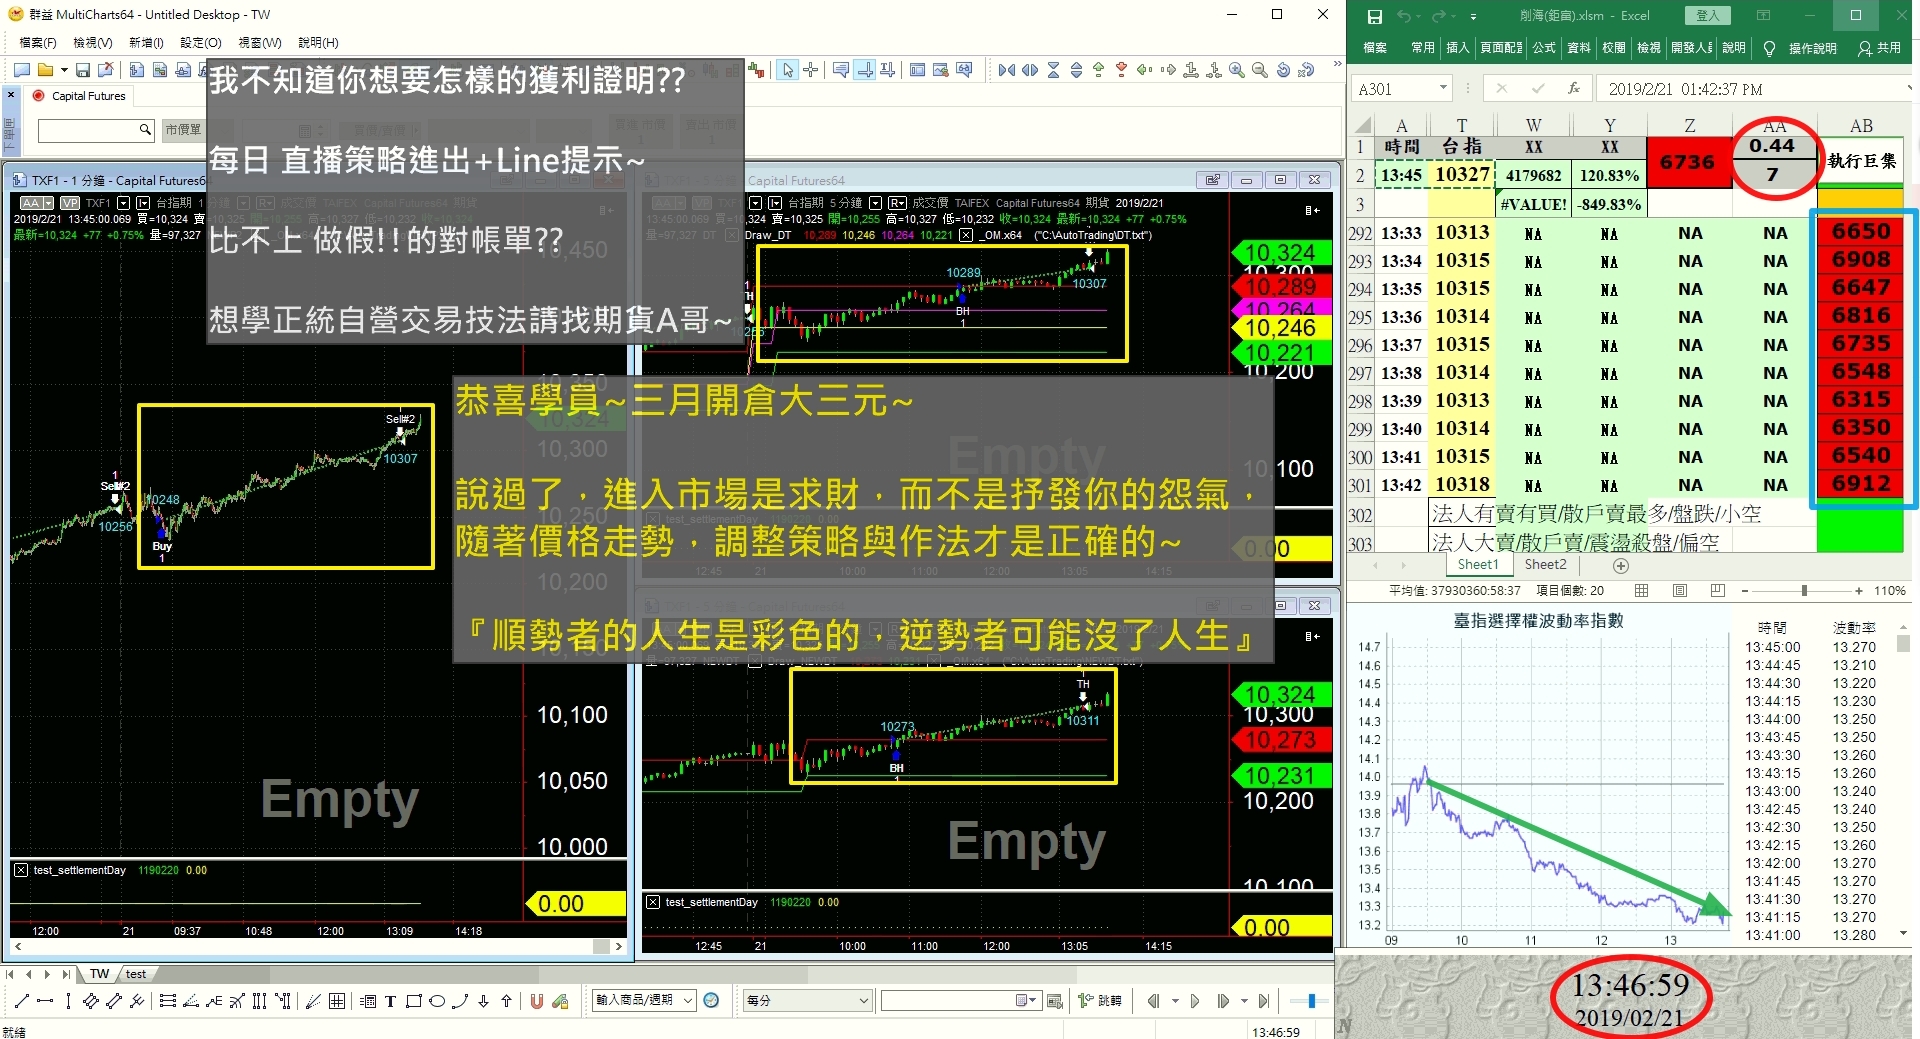 群益 MultiCharts64 - Untitled Desktop - TW
檔案(F) 檢視(V) 新增(I) 設定(O) 視窗(W) 說明(H)
Capital Futures
市價單
我不知道你想要怎樣的獲利證明??
每日 直播策略進出+Line提示~
比不上 做假!!的對帳單??
想學正統自營交易技法請找期貨A哥~
TXF1 - 1 分鐘 - Capital Futures6
AA VP TXF1 台指期
2019/2/21 13:45:00.069 買=10,324
最新=10,324 +77 +0.75% 量=97,327
10,450
10,350
10,324
10,300
10,250
10,200
10,150
10,100
10,050
10,000
1
Sell#2
10256
10248
Buy
1
Sell#2
10307
Empty
test_settlementDay 1190220 0.00
0.00
12:00 21 09:37 10:48 12:00 13:09 14:18
Capital Futures64
台指期 5 分鐘 成交價 TAIFEX Capital Futures64 期貨 2019/2/21
13:45:00.069 買=10,324 賣=10,325 開=10,255 高=10,327 低=10,232 收=10,324 最新=10,324 +77 +0.75%
量=97,327 DT Draw_DT 10,289 10,246 10,264 10,221 _OM.x64 ("C:\AutoTrading\DT.txt")
10,324
10,300
10,289
10,264
10,246
10,221
10,200
10,100
0.00
10289
BH
1
10307
Empty
12:45 21 10:00 11:00 12:00 13:05 14:15
恭喜學員~三月開倉大三元~
說過了，進入市場是求財，而不是抒發你的怨氣，
隨著價格走勢，調整策略與作法才是正確的~
『順勢者的人生是彩色的，逆勢者可能沒了人生』
TXF1 - 5 分鐘 - Capital Futures64
10,324
10,300
10,273
10,231
10,200
10,100
10273
BH
1
TH
10311
Empty
test_settlementDay 1190220 0.00
0.00
12:45 21 10:00 11:00 12:00 13:05 14:15
TW test
輸入商品/週期 每分 跳轉
就緒 13:46:59
削海(鉅亩).xlsm - Excel 登入
檔案 常用 插入 頁面配置 公式 資料 校閱 檢視 開發人員 說明 操作說明 共用
A301 fx 2019/2/21 01:42:37 PM
A T W Y Z AA AB
1 時間 台指 XX XX 6736 0.44 執行巨集
2 13:45 10327 4179682 120.83% 7
3 #VALUE! -849.83%
292 13:33 10313 NA NA NA NA 6650
293 13:34 10315 NA NA NA NA 6908
294 13:35 10315 NA NA NA NA 6647
295 13:36 10314 NA NA NA NA 6816
296 13:37 10315 NA NA NA NA 6735
297 13:38 10314 NA NA NA NA 6548
298 13:39 10313 NA NA NA NA 6315
299 13:40 10314 NA NA NA NA 6350
300 13:41 10315 NA NA NA NA 6540
301 13:42 10318 NA NA NA NA 6912
302 法人有賣有買/散戶賣最多/盤跌/小空
303 法人大賣/散戶賣/震盪殺盤/偏空
Sheet1 Sheet2
平均值: 37930360:58:37 項目個數: 20 110%
臺指選擇權波動率指數
14.7
14.6
14.5
14.4
14.3
14.2
14.1
14.0
13.9
13.8
13.7
13.6
13.5
13.4
13.3
13.2
09 10 11 12 13
時間 波動率
13:45:00 13.270
13:44:45 13.210
13:44:30 13.220
13:44:15 13.230
13:44:00 13.250
13:43:45 13.250
13:43:30 13.260
13:43:15 13.260
13:43:00 13.240
13:42:45 13.240
13:42:30 13.250
13:42:15 13.260
13:42:00 13.270
13:41:45 13.270
13:41:30 13.270
13:41:15 13.270
13:41:00 13.280
13:46:59
2019/02/21